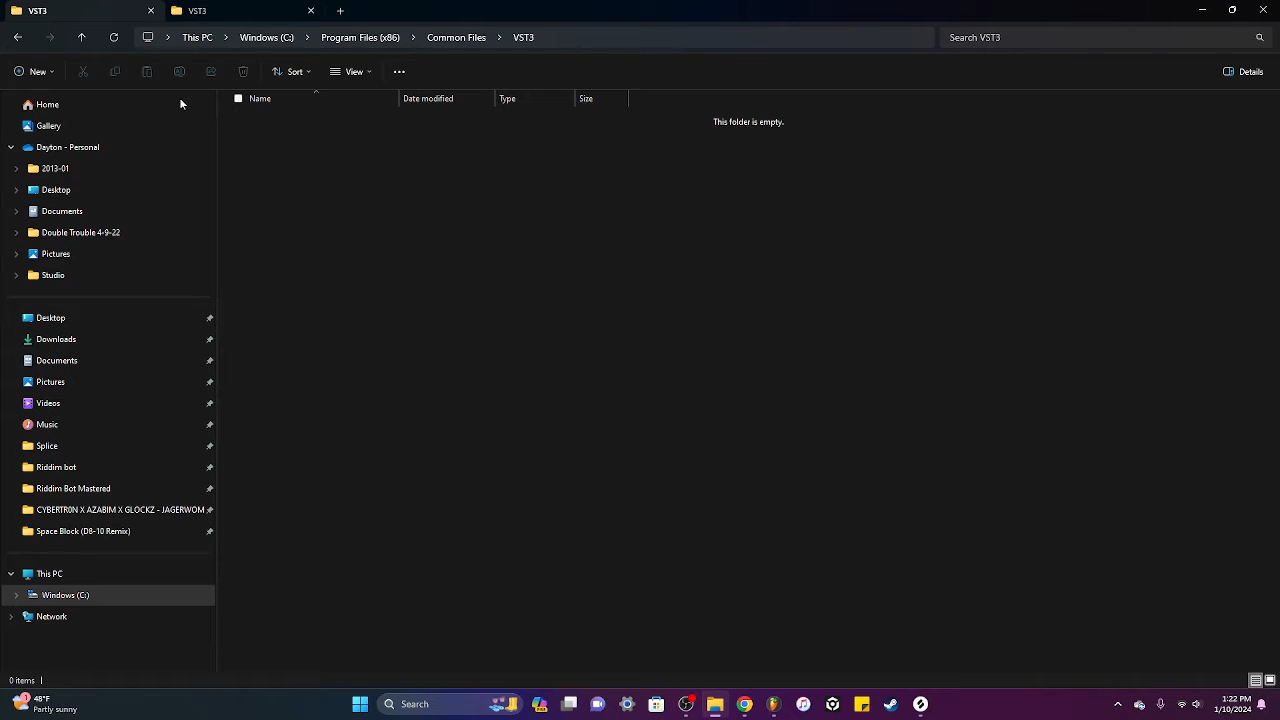 VST3
VST3
This PC > Windows (C:) > Program Files (x86) > Common Files > VST3
Search VST3
New
Sort
View
Details
Name
Date modified
Type
Size
This folder is empty.
Home
Gallery
Dayton - Personal
2013-01
Desktop
Documents
Double Trouble 4-9-22
Pictures
Studio
Desktop
Downloads
Documents
Pictures
Videos
Music
Splice
Riddim bot
Riddim Bot Mastered
CYBERTR0N X AZABIM X GLOCKZ - JAGERWOM
Space Block (D8-10 Remix)
This PC
Windows (C:)
Network
0 items
1
48°F
Partly sunny
Search
1:22 PM
1/10/2024